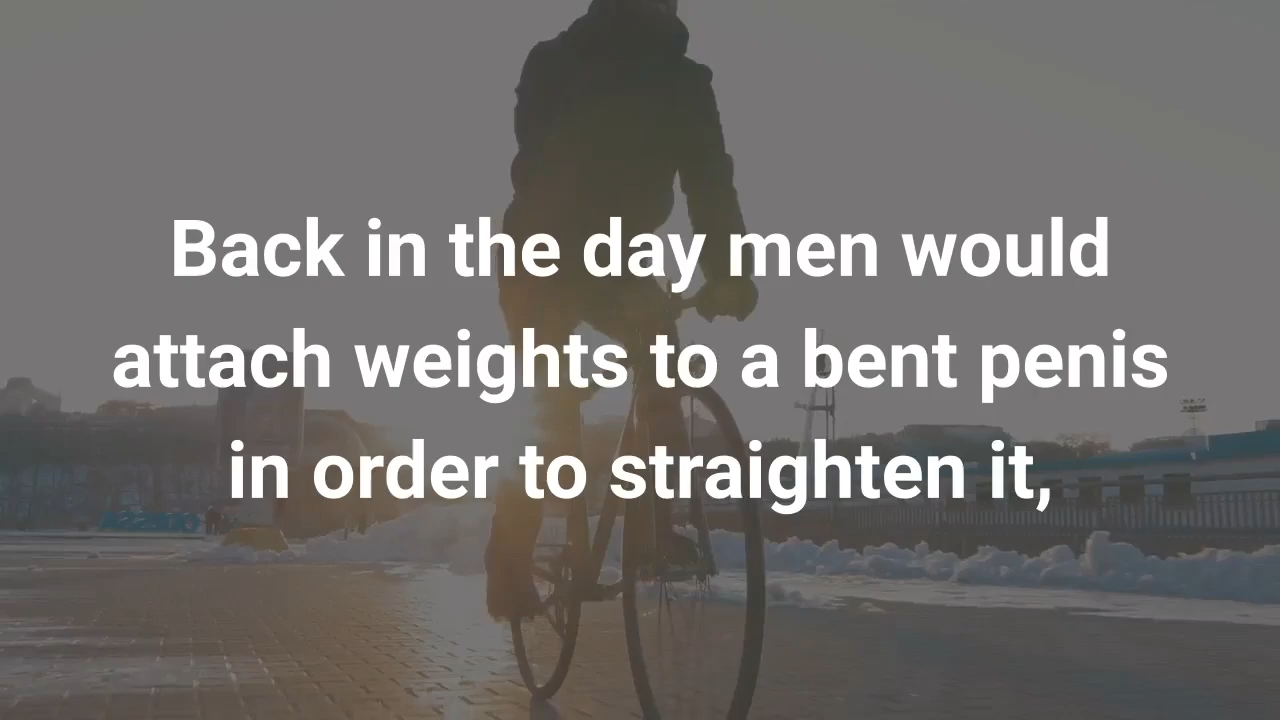 Back in the day men would
attach weights to a bent penis
in order to straighten it,